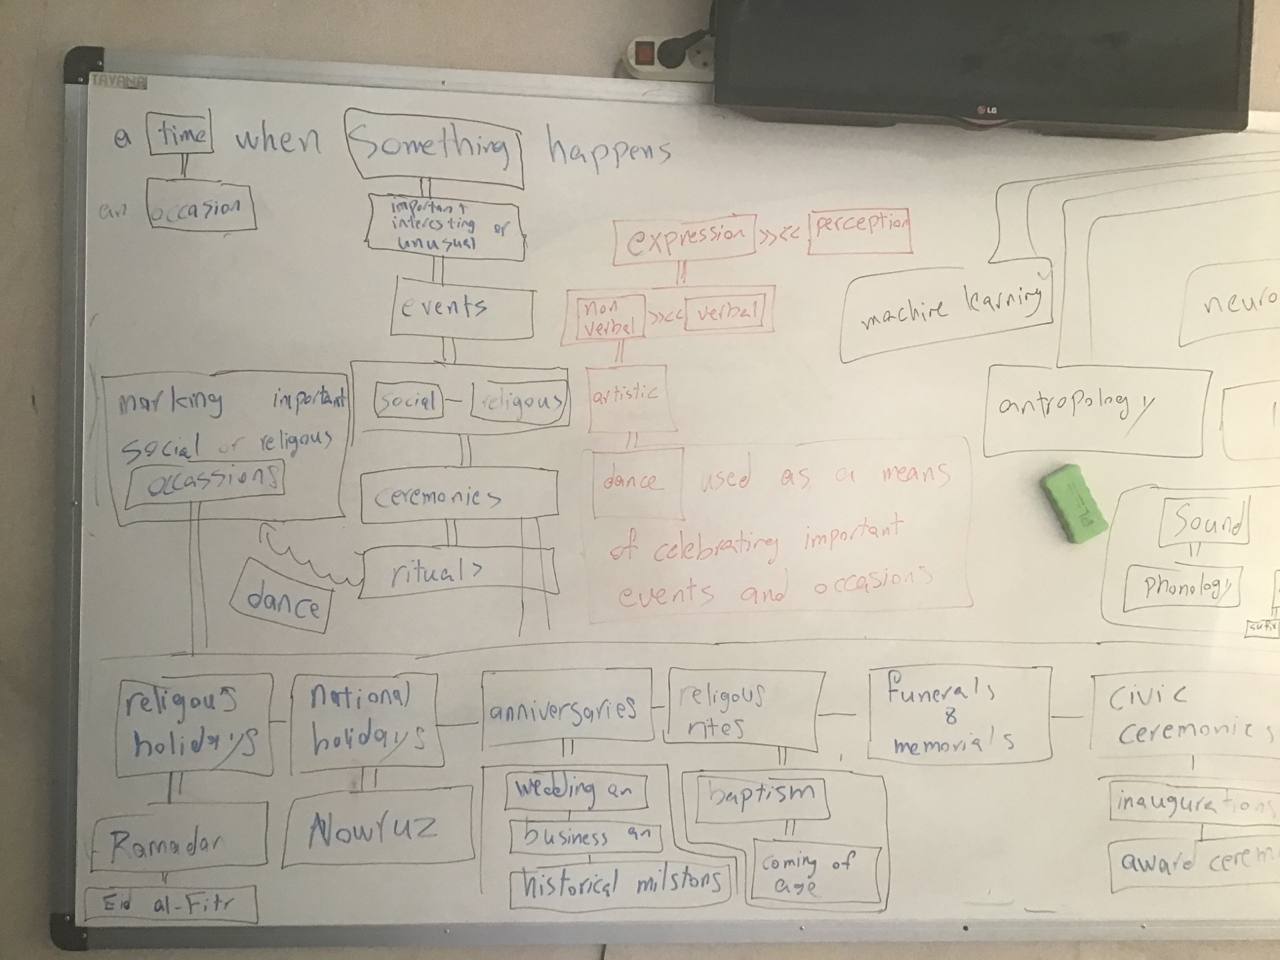 TAYANA
LG
a time when something happens
an occasion
important
interesting or
unusual
events
social - religous
ceremonies
rituals
marking important
social or religous
occassions
dance
expression >><< perception
non
verbal >><< verbal
artistic
dance used as a means
of celebrating important
events and occasions
machine learning
neuro
antropology
Sound
phonology
religous
holidays
Ramadan
Eid al-Fitr
national
holidays
Nowruz
anniversaries
wedding an
business an
historical milstons
religous
rites
baptism
coming of
age
funerals
&
memorials
civic
ceremonies
inaugurations
award cerem